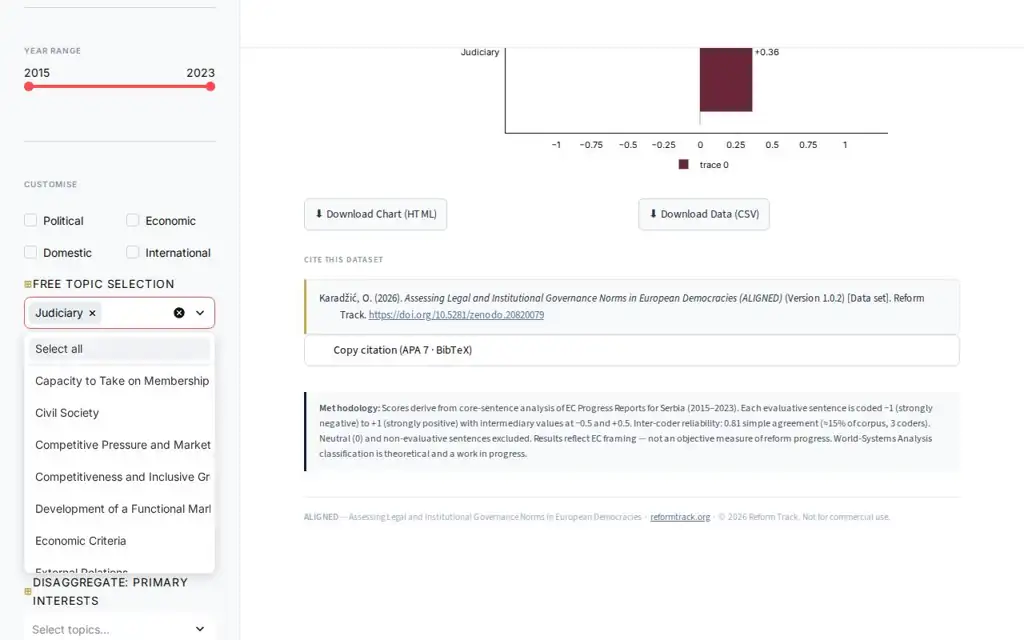 YEAR RANGE
2015 2023
CUSTOMISE
Political Economic
Domestic International
FREE TOPIC SELECTION
Judiciary
Select all
Capacity to Take on Membership
Civil Society
Competitive Pressure and Market
Competitiveness and Inclusive Gr
Development of a Functional Marl
Economic Criteria
External Relations
DISAGGREGATE: PRIMARY
INTERESTS
Select topics...
Judiciary +0.36
−1 −0.75 −0.5 −0.25 0 0.25 0.5 0.75 1
trace 0
⬇ Download Chart (HTML) ⬇ Download Data (CSV)
CITE THIS DATASET
Karadžić, O. (2026). Assessing Legal and Institutional Governance Norms in European Democracies (ALIGNED) (Version 1.0.2) [Data set]. Reform
Track. https://doi.org/10.5281/zenodo.20820079
Copy citation (APA 7 · BibTeX)
Methodology: Scores derive from core-sentence analysis of EC Progress Reports for Serbia (2015–2023). Each evaluative sentence is coded −1 (strongly
negative) to +1 (strongly positive) with intermediary values at −0.5 and +0.5. Inter-coder reliability: 0.81 simple agreement (≈15% of corpus, 3 coders).
Neutral (0) and non-evaluative sentences excluded. Results reflect EC framing — not an objective measure of reform progress. World-Systems Analysis
classification is theoretical and a work in progress.
ALIGNED — Assessing Legal and Institutional Governance Norms in European Democracies · reformtrack.org · © 2026 Reform Track. Not for commercial use.